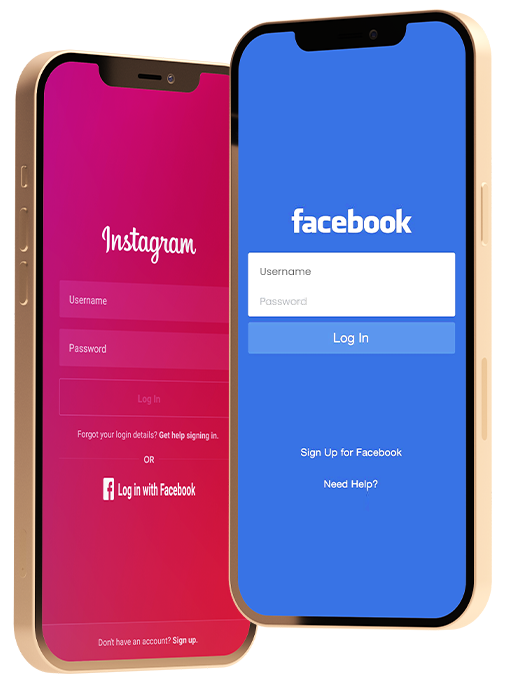 Instagram
Username
Password
Log In
Forgot your login details? Get help signing in.
OR
f Log in with Facebook
Don't have an account? Sign up.
facebook
Username
Password
Log In
Sign Up for Facebook
Need Help?